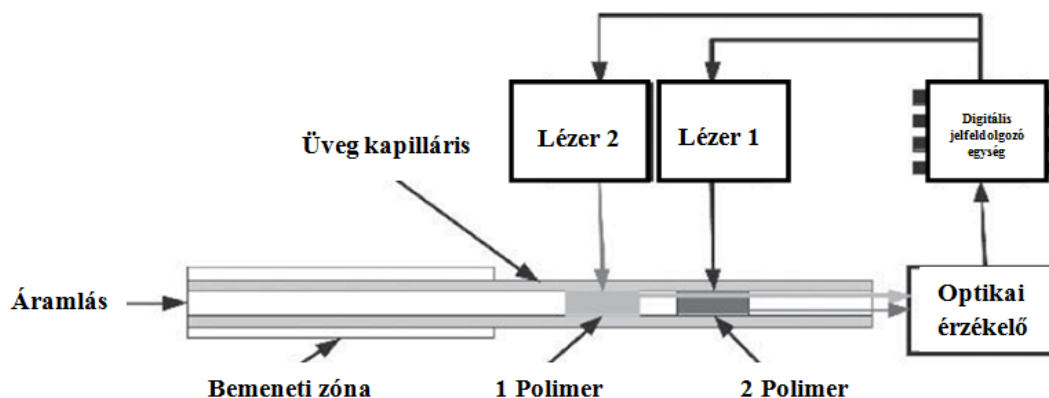 Lézer 2
Lézer 1
Digitális
jelfeldolgozó
egység
Üveg kapilláris
Áramlás
Optikai
érzékelő
Bemeneti zóna
1 Polimer
2 Polimer